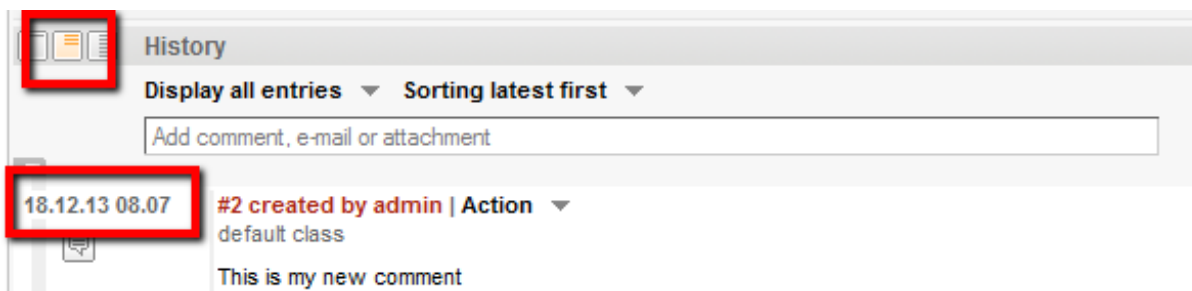 History
Display all entries Sorting latest first
Add comment, e-mail or attachment
18.12.13 08.07 #2 created by admin | Action
default class
This is my new comment